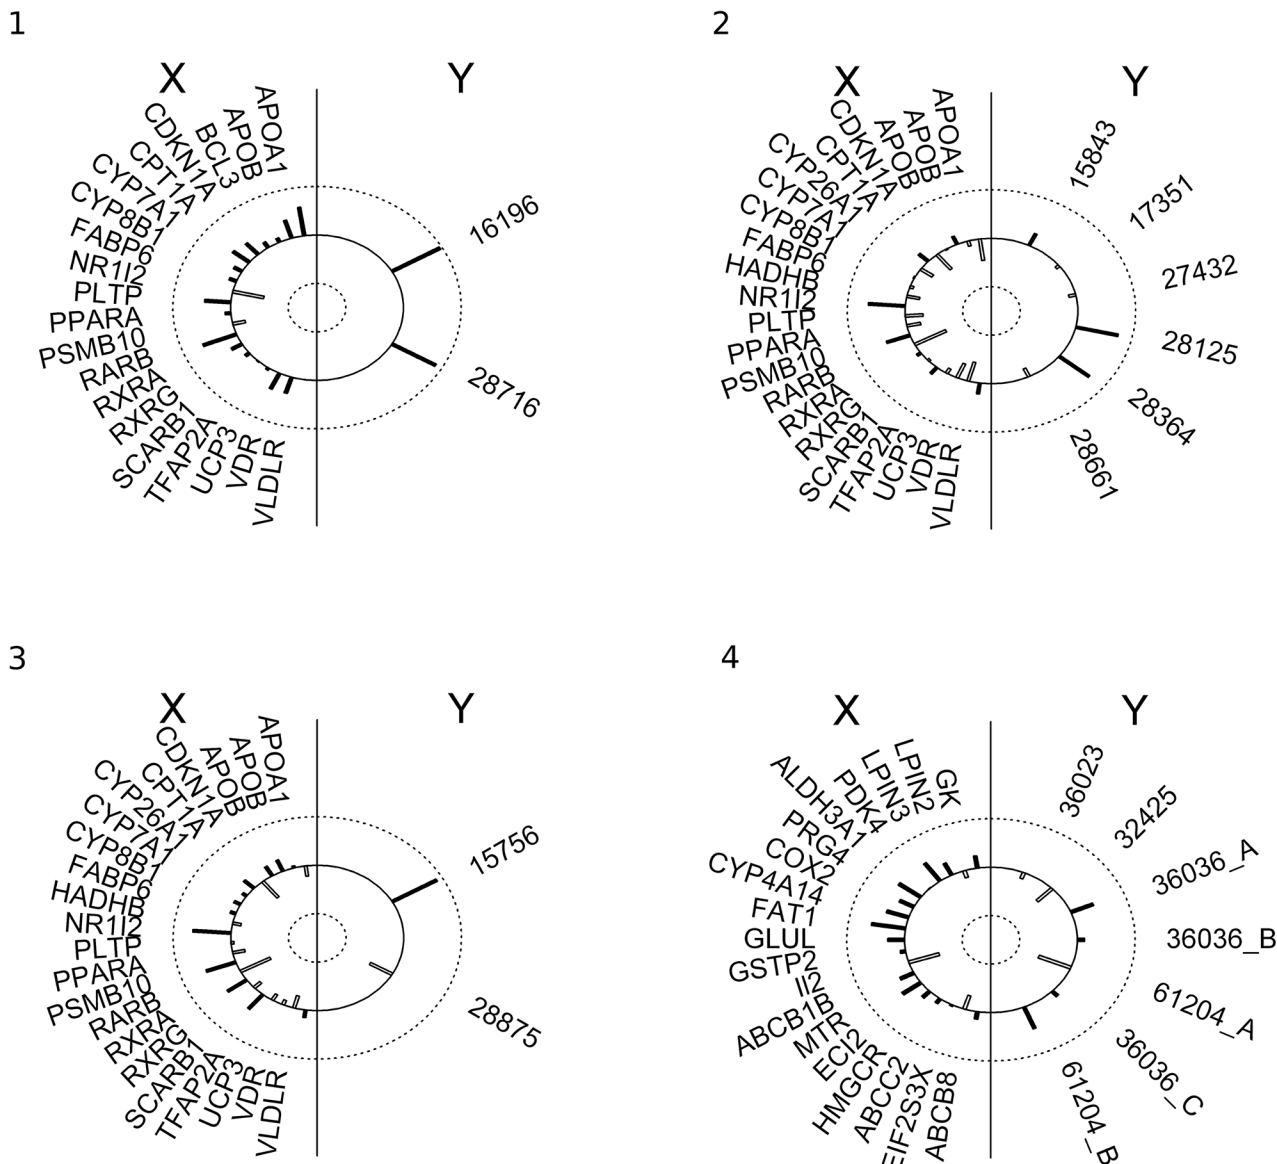 1
X
Y
APOA1
APOB
BCL3
CDKN1A
CPT1A
CYP7A1
CYP8B1
FABP6
NR1I2
PLTP
PPARA
PSMB10
RARB
RXRA
RXRG
SCARB1
TFAP2A
UCP3
VDR
VLDLR
16196
28716
2
X
Y
APOA1
APOB
APOB
CDKN1A
CPT1A
CYP26A1
CYP7A1
CYP8B1
FABP6
HADHB
NR1I2
PLTP
PPARA
PSMB10
RARB
RXRA
RXRG
SCARB1
TFAP2A
UCP3
VDR
VLDLR
15843
17351
27432
28125
28364
28661
3
X
Y
APOA1
APOB
APOB
CDKN1A
CPT1A
CYP26A1
CYP7A1
CYP8B1
FABP6
HADHB
NR1I2
PLTP
PPARA
PSMB10
RARB
RXRA
RXRG
SCARB1
TFAP2A
UCP3
VDR
VLDLR
15756
28875
4
X
Y
GK
LPIN2
LPIN3
PDK4
ALDH3A1
PRG4
COX2
CYP4A14
FAT1
GLUL
GSTP2
Il2
ABCB1B
MTR
ECI2
HMGCR
ABCC2
EIF2S3X
ABCB8
36023
32425
36036_A
36036_B
61204_A
36036_C
61204_B